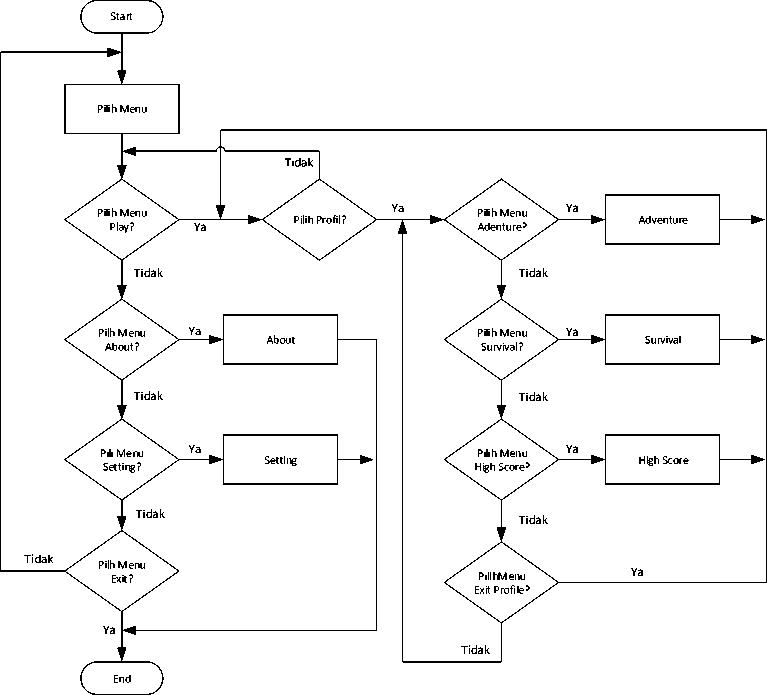 Start
Pilih Menu
Tidak
Pilih Menu
Play?
Ya
Pilih Profil?
Ya
Pilih Menu
Adenture?
Ya
Adventure
Tidak
Tidak
Pilih Menu
About?
Ya
About
Pilih Menu
Survival?
Ya
Survival
Tidak
Tidak
Pilih Menu
Setting?
Ya
Setting
Pilih Menu
High Score?
Ya
High Score
Tidak
Tidak
Tidak
Pilih Menu
Exit?
PilihMenu
Exit Profile?
Ya
Ya
Tidak
End